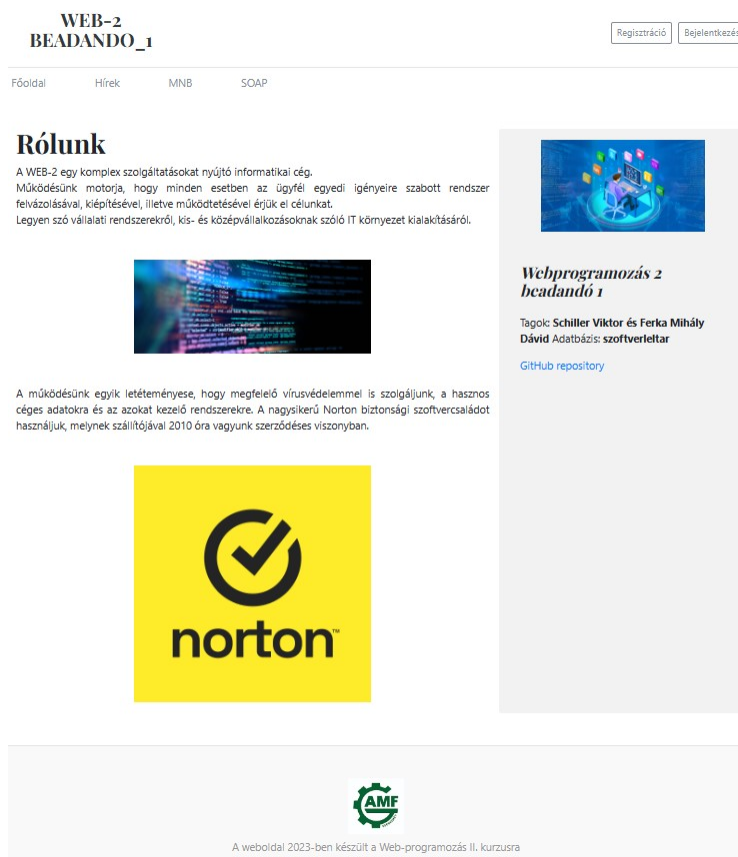 WEB-2
BEADANDO_1
Regisztráció
Bejelentkezés
Főoldal
Hírek
MNB
SOAP
Rólunk
A WEB-2 egy komplex szolgáltatásokat nyújtó informatikai cég.
Működésünk motorja, hogy minden esetben az ügyfél egyedi igényeire szabott rendszer
felvázolásával, kiépítésével, illetve működtetésével érjük el célunkat.
Legyen szó vállalati rendszerekről, kis- és középvállalkozásoknak szóló IT környezet kialakításáról.
A működésünk egyik letéteményese, hogy megfelelő vírusvédelemmel is szolgáljunk, a hasznos
céges adatokra és az azokat kezelő rendszerekre. A nagysikerű Norton biztonsági szoftvercsaládot
használjuk, melynek szállítójával 2010 óra vagyunk szerződéses viszonyban.
norton™
Webprogramozás 2
beadandó 1
Tagok: Schiller Viktor és Ferka Mihály
Dávid Adatbázis: szoftverleltar
GitHub repository
AMF
A weboldal 2023-ben készült a Web-programozás II. kurzusra